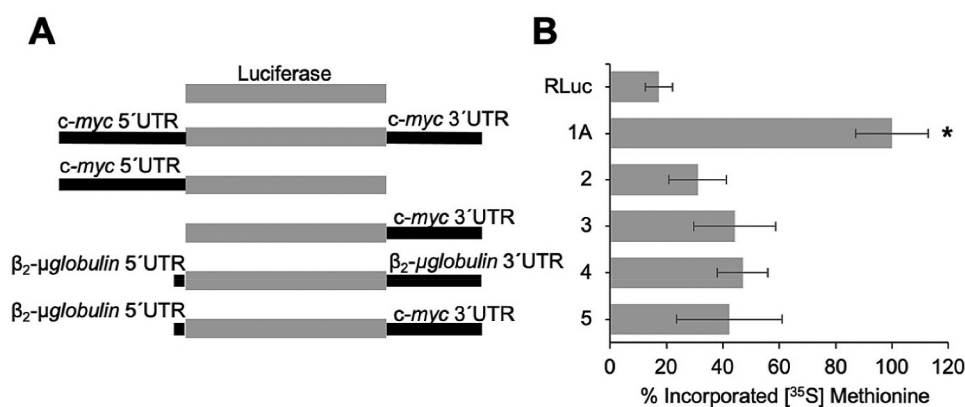 A
Luciferase
c-myc 5´UTR c-myc 3´UTR
c-myc 5´UTR
c-myc 3´UTR
β₂-μglobulin 5´UTR β₂-μglobulin 3´UTR
β₂-μglobulin 5´UTR c-myc 3´UTR
B
RLuc
1A *
2
3
4
5
0 20 40 60 80 100 120
% Incorporated [³⁵S] Methionine